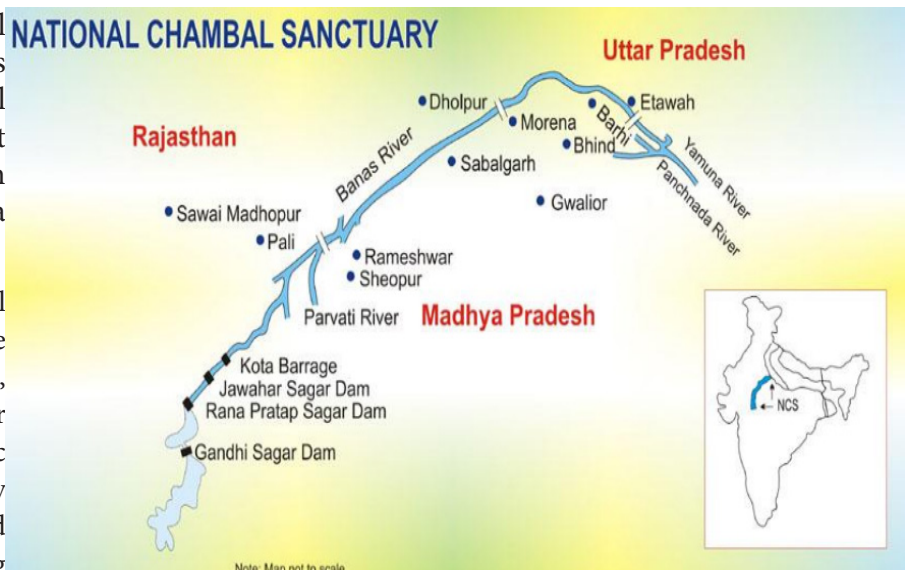 NATIONAL CHAMBAL SANCTUARY
Uttar Pradesh
Rajasthan
Dholpur
Morena
Barhi
Etawah
Bhind
Yamuna River
Panchnada River
Banas River
Sabalgarh
Gwalior
Sawai Madhopur
Pali
Rameshwar
Sheopur
Parvati River
Madhya Pradesh
Kota Barrage
Jawahar Sagar Dam
Rana Pratap Sagar Dam
Gandhi Sagar Dam
NCS
Note: Map not to scale